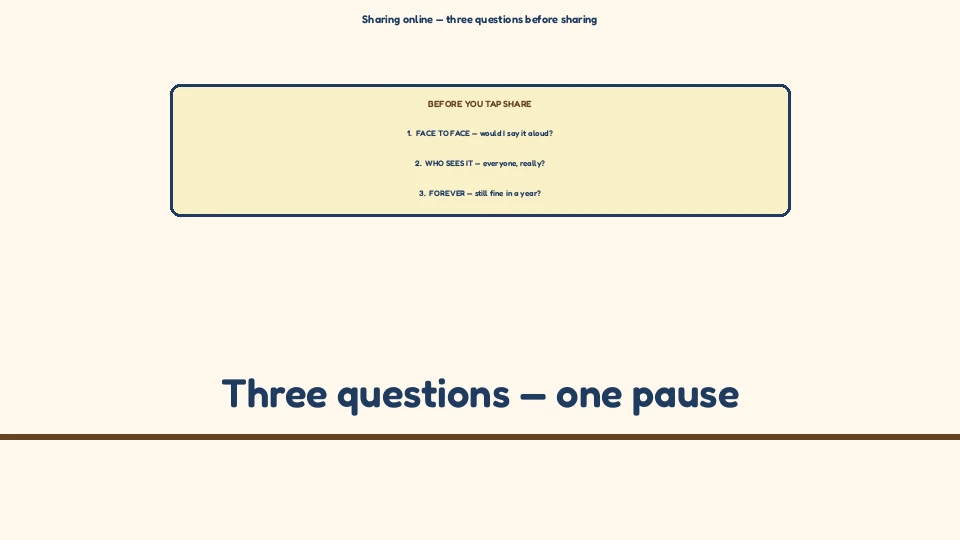 Sharing online — three questions before sharing
BEFORE YOU TAP SHARE
1. FACE TO FACE — would I say it aloud?
2. WHO SEES IT — everyone, really?
3. FOREVER — still fine in a year?
Three questions — one pause